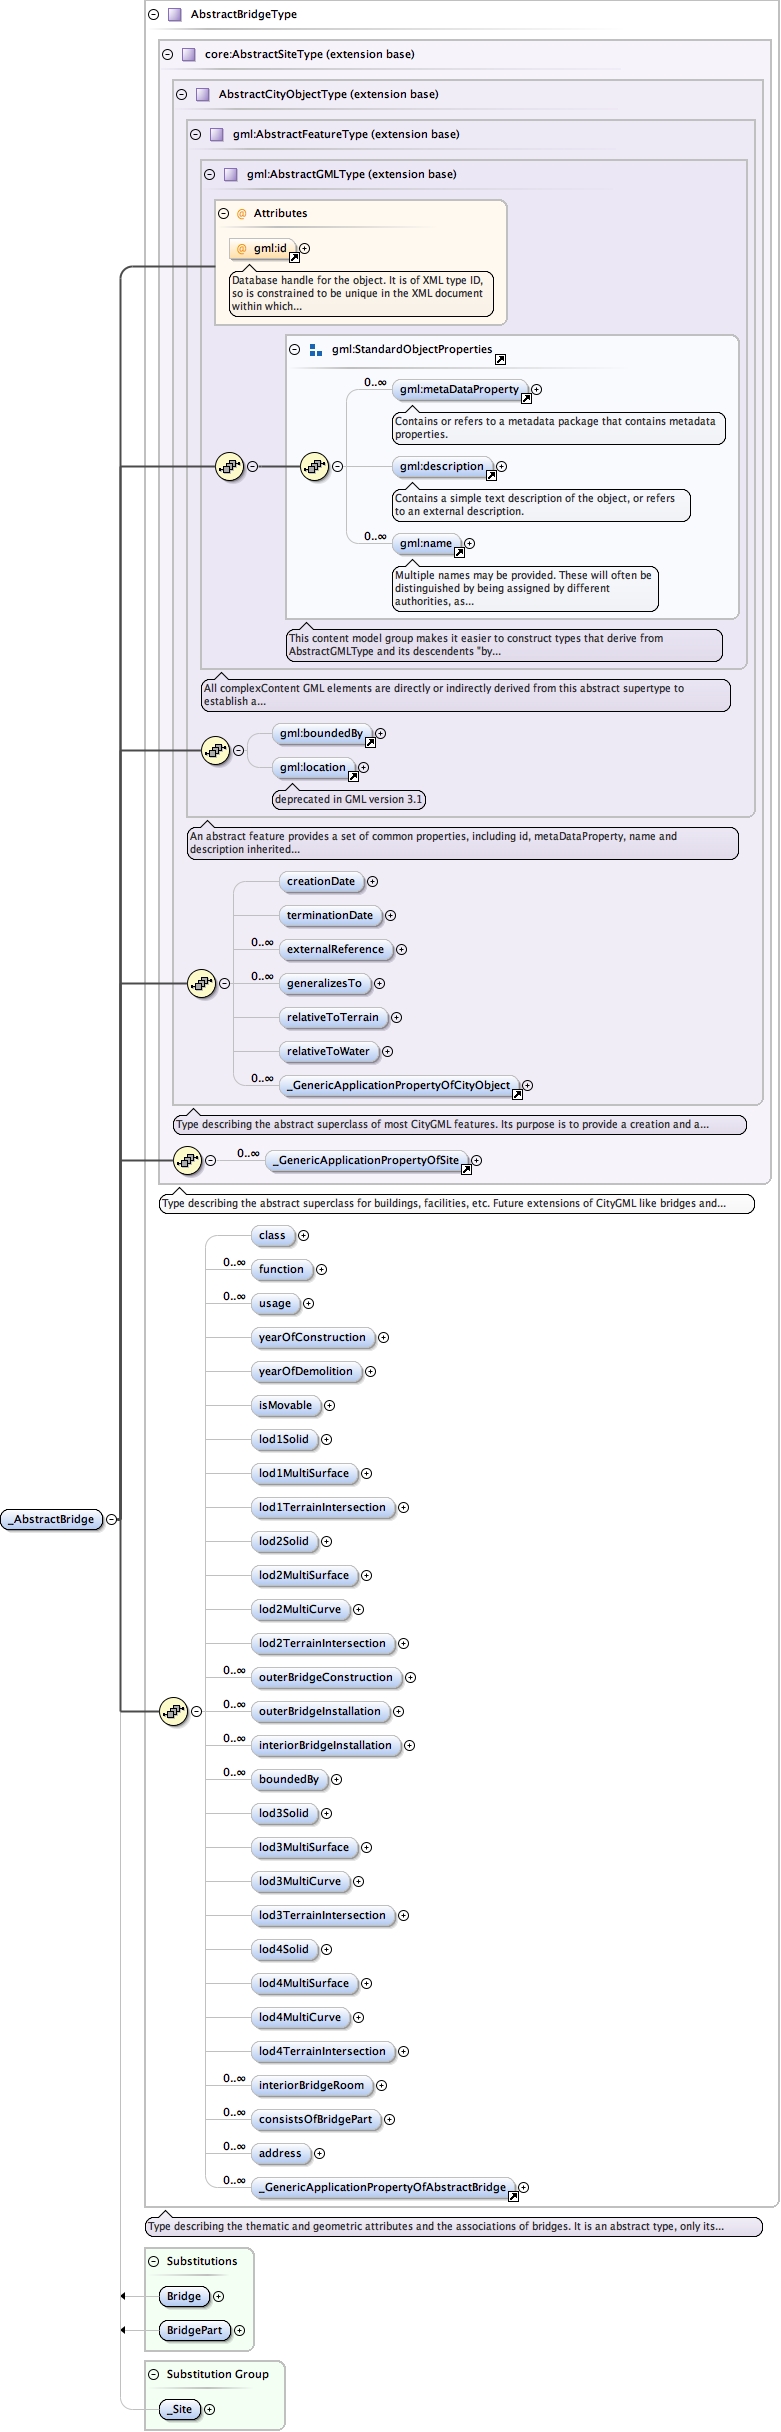 AbstractBridgeType
core:AbstractSiteType (extension base)
AbstractCityObjectType (extension base)
gml:AbstractFeatureType (extension base)
gml:AbstractGMLType (extension base)
@ Attributes
@ gml:id
Database handle for the object. It is of XML type ID,
so is constrained to be unique in the XML document
within which...
gml:StandardObjectProperties
0..∞
gml:metaDataProperty
Contains or refers to a metadata package that contains metadata
properties.
gml:description
Contains a simple text description of the object, or refers
to an external description.
0..∞
gml:name
Multiple names may be provided. These will often be
distinguished by being assigned by different
authorities, as...
This content model group makes it easier to construct types that derive from
AbstractGMLType and its descendents "by...
All complexContent GML elements are directly or indirectly derived from this abstract supertype to
establish a...
gml:boundedBy
gml:location
deprecated in GML version 3.1
An abstract feature provides a set of common properties, including id, metaDataProperty, name and
description inherited...
creationDate
terminationDate
0..∞
externalReference
0..∞
generalizesTo
relativeToTerrain
relativeToWater
0..∞
_GenericApplicationPropertyOfCityObject
Type describing the abstract superclass of most CityGML features. Its purpose is to provide a creation and a...
0..∞
_GenericApplicationPropertyOfSite
Type describing the abstract superclass for buildings, facilities, etc. Future extensions of CityGML like bridges and...
class
0..∞
function
0..∞
usage
yearOfConstruction
yearOfDemolition
isMovable
lod1Solid
lod1MultiSurface
lod1TerrainIntersection
_AbstractBridge
lod2Solid
lod2MultiSurface
lod2MultiCurve
lod2TerrainIntersection
0..∞
outerBridgeConstruction
0..∞
outerBridgeInstallation
0..∞
interiorBridgeInstallation
0..∞
boundedBy
lod3Solid
lod3MultiSurface
lod3MultiCurve
lod3TerrainIntersection
lod4Solid
lod4MultiSurface
lod4MultiCurve
lod4TerrainIntersection
0..∞
interiorBridgeRoom
0..∞
consistsOfBridgePart
0..∞
address
0..∞
_GenericApplicationPropertyOfAbstractBridge
Type describing the thematic and geometric attributes and the associations of bridges. It is an abstract type, only its...
Substitutions
Bridge
BridgePart
Substitution Group
_Site